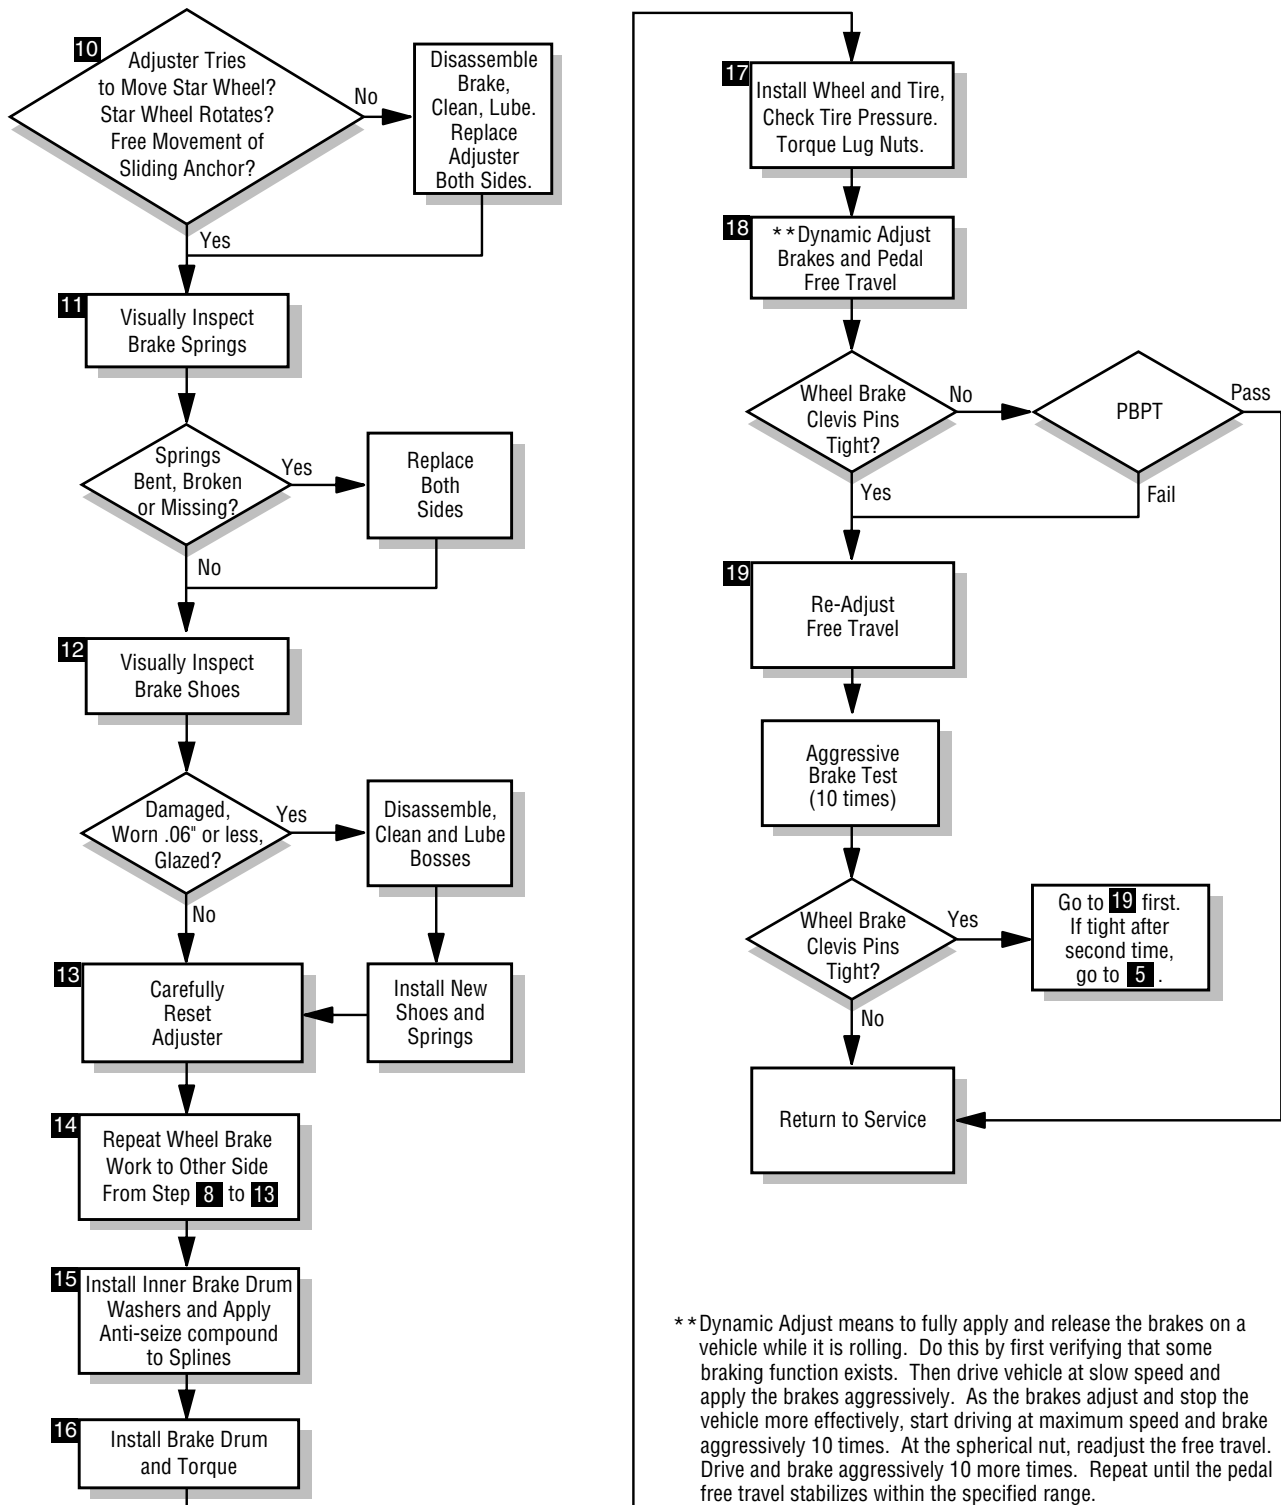 10
Adjuster Tries
to Move Star Wheel?
Star Wheel Rotates?
Free Movement of
Sliding Anchor?
No
Disassemble
Brake,
Clean, Lube.
Replace
Adjuster
Both Sides.
Yes
11
Visually Inspect
Brake Springs
Springs
Bent, Broken
or Missing?
Yes
Replace
Both
Sides
No
12
Visually Inspect
Brake Shoes
Damaged,
Worn .06" or less,
Glazed?
Yes
Disassemble,
Clean and Lube
Bosses
No
Install New
Shoes and
Springs
13
Carefully
Reset
Adjuster
14
Repeat Wheel Brake
Work to Other Side
From Step 8 to 13
15
Install Inner Brake Drum
Washers and Apply
Anti-seize compound
to Splines
16
Install Brake Drum
and Torque
17
Install Wheel and Tire,
Check Tire Pressure.
Torque Lug Nuts.
18
**Dynamic Adjust
Brakes and Pedal
Free Travel
Wheel Brake
Clevis Pins
Tight?
No
PBPT
Pass
Yes
Fail
19
Re-Adjust
Free Travel
Aggressive
Brake Test
(10 times)
Wheel Brake
Clevis Pins
Tight?
Yes
Go to 19 first.
If tight after
second time,
go to 5 .
No
Return to Service
**Dynamic Adjust means to fully apply and release the brakes on a
vehicle while it is rolling. Do this by first verifying that some
braking function exists. Then drive vehicle at slow speed and
apply the brakes aggressively. As the brakes adjust and stop the
vehicle more effectively, start driving at maximum speed and brake
aggressively 10 times. At the spherical nut, readjust the free travel.
Drive and brake aggressively 10 more times. Repeat until the pedal
free travel stabilizes within the specified range.